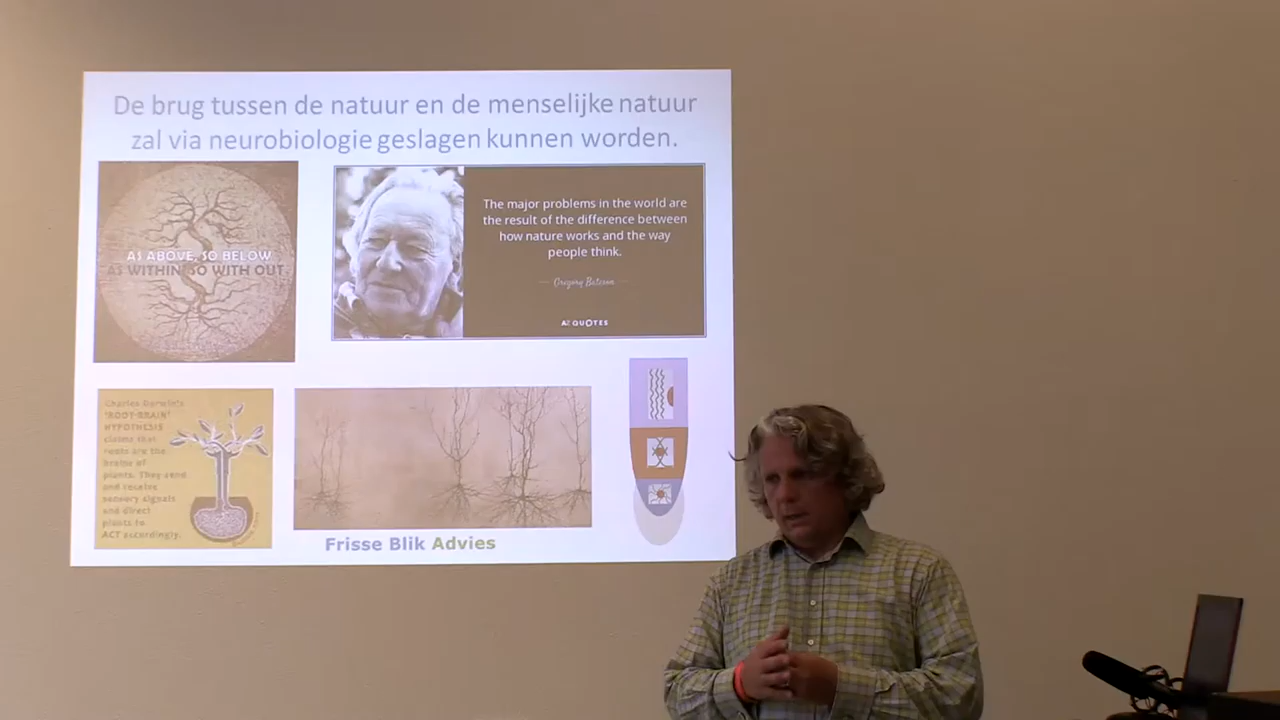 De brug tussen de natuur en de menselijke natuur
zal via neurobiologie geslagen kunnen worden.
AS ABOVE, SO BELOW
AS WITHIN, SO WITH OUT
The major problems in the world are
the result of the difference between
how nature works and the way
people think.
Gregory Bateson
AZ QUOTES
Charles Darwin's
'ROOT-BRAIN'
HYPOTHESIS
claims that
roots are the
brains of
plants. They send
and receive
sensory signals
and direct
plants to
ACT accordingly.
Frisse Blik Advies